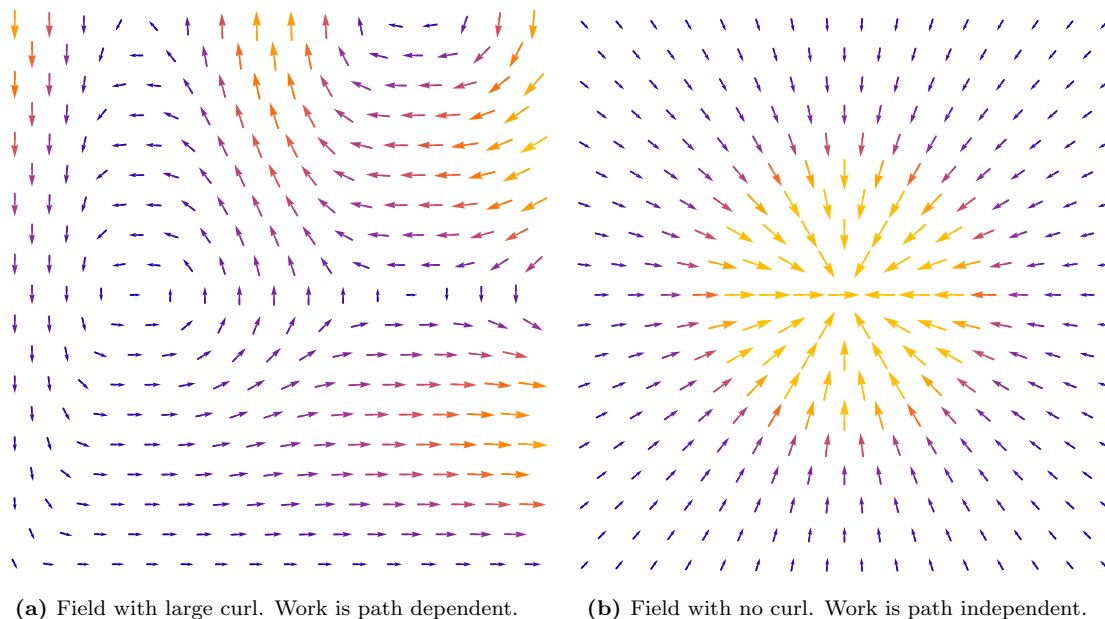 (a) Field with large curl. Work is path dependent.
(b) Field with no curl. Work is path independent.